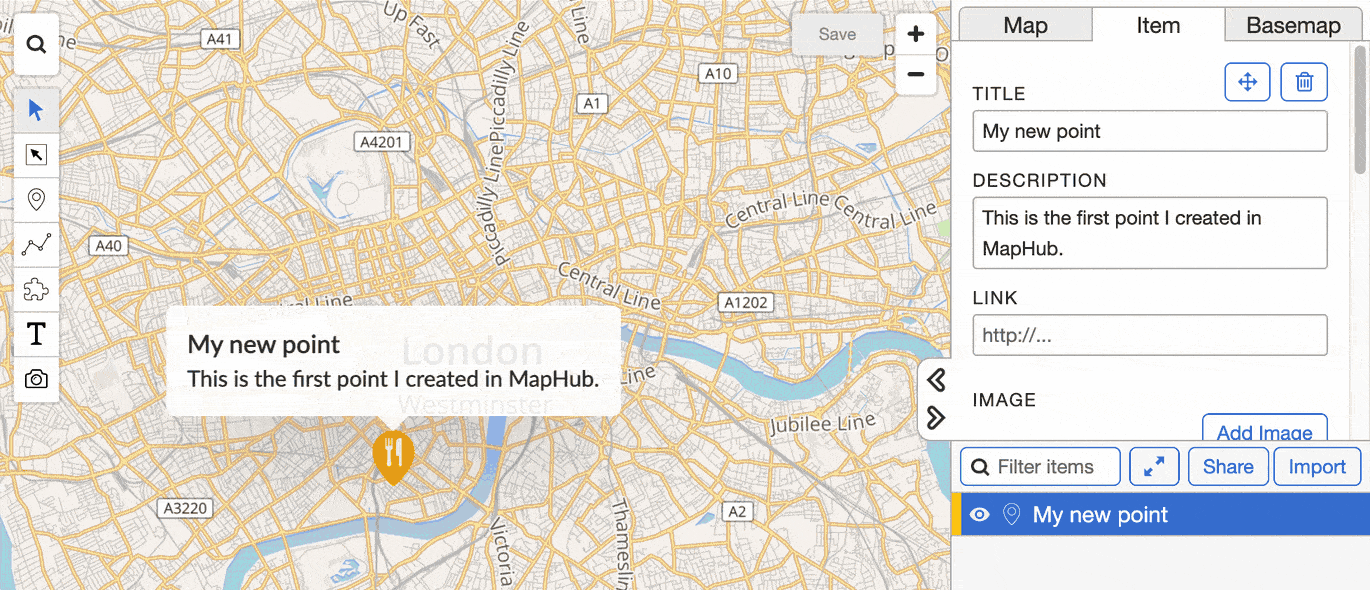 Up Fast
A41
Save
+
−
A10
A1
Piccadilly Line
Piccadilly Line
A4201
Central Line
Central Line
A40
Piccadilly
Central Line
A1202
Central Line
My new point
London
This is the first point I created in MapHub.
Line
Westminster
Jubilee Line
A3220
A2
Victoria
Thameslin
T
Map
Item
Basemap
TITLE
My new point
DESCRIPTION
This is the first point I created in
MapHub.
LINK
http://...
IMAGE
Add Image
Filter items
Share
Import
My new point